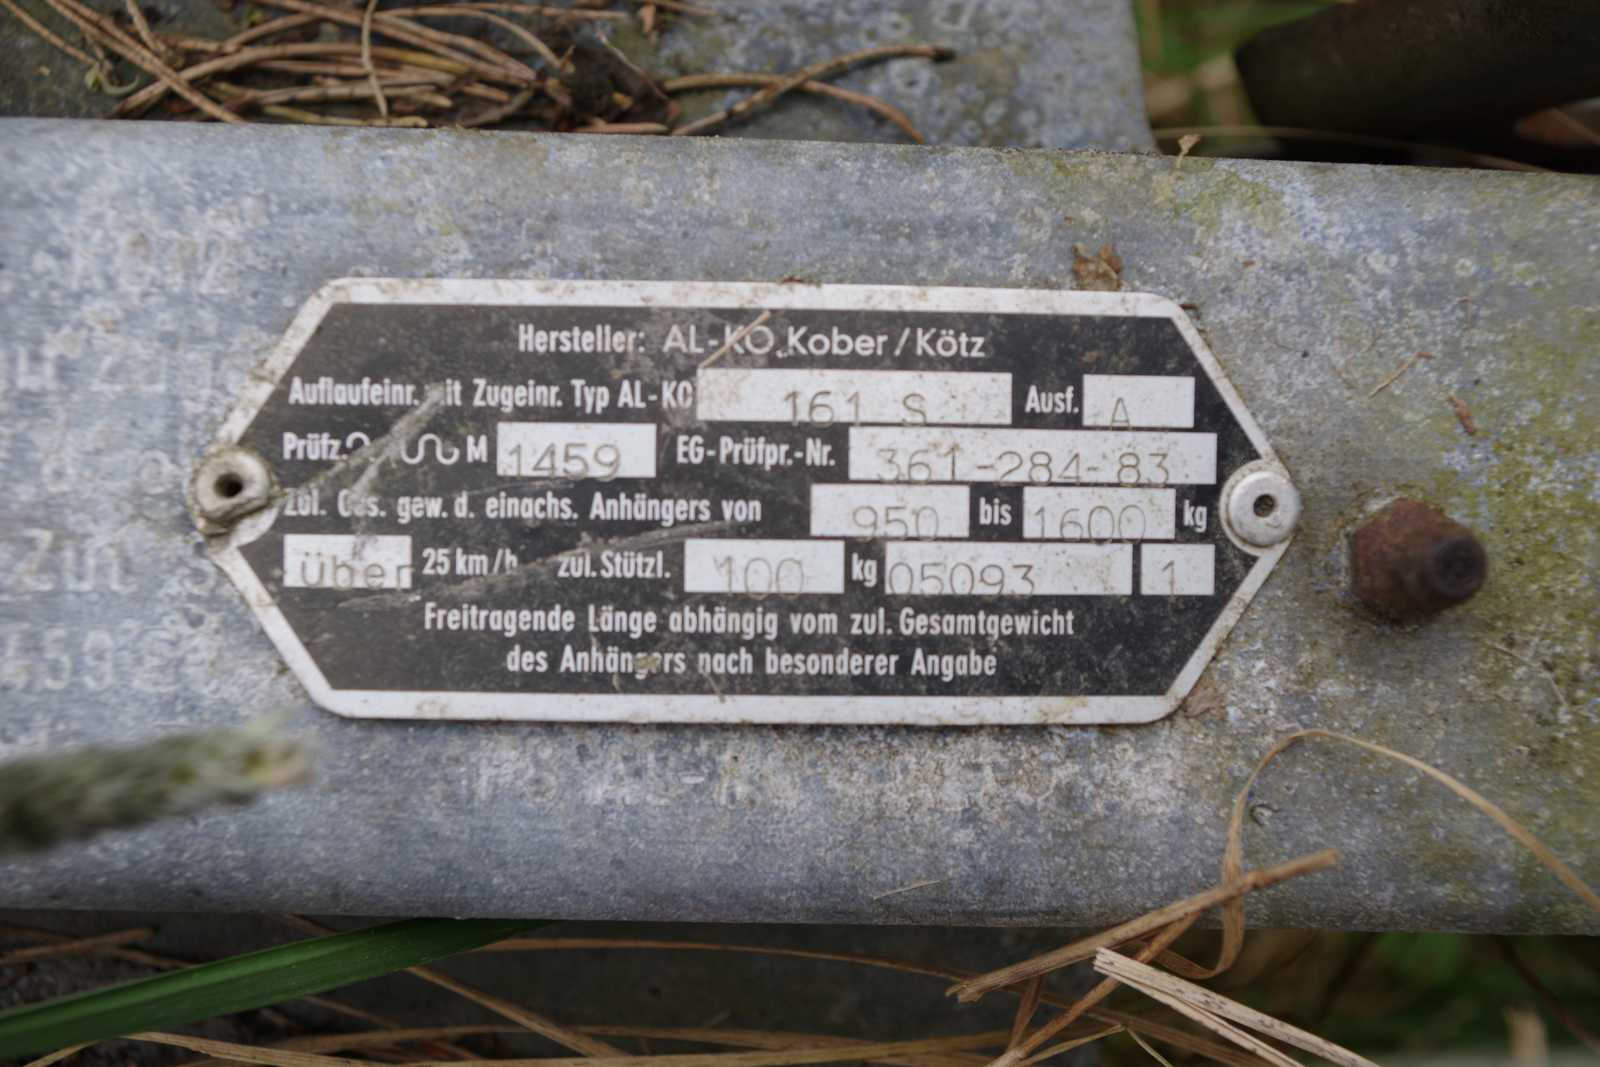 Hersteller: AL-KO Kober/Kötz
Auflaufeinr. mit Zugeinr. Typ AL-KO 161 S Ausf. A
Prüfz. M 1459 EG-Prüfpr.-Nr. 361-284-83
Zul. Ges. gew. d. einachs. Anhängers von 950 bis 1600 kg
über 25 km/h zul. Stützl. 100 kg 05093 1
Freitragende Länge abhängig vom zul. Gesamtgewicht
des Anhängers nach besonderer Angabe